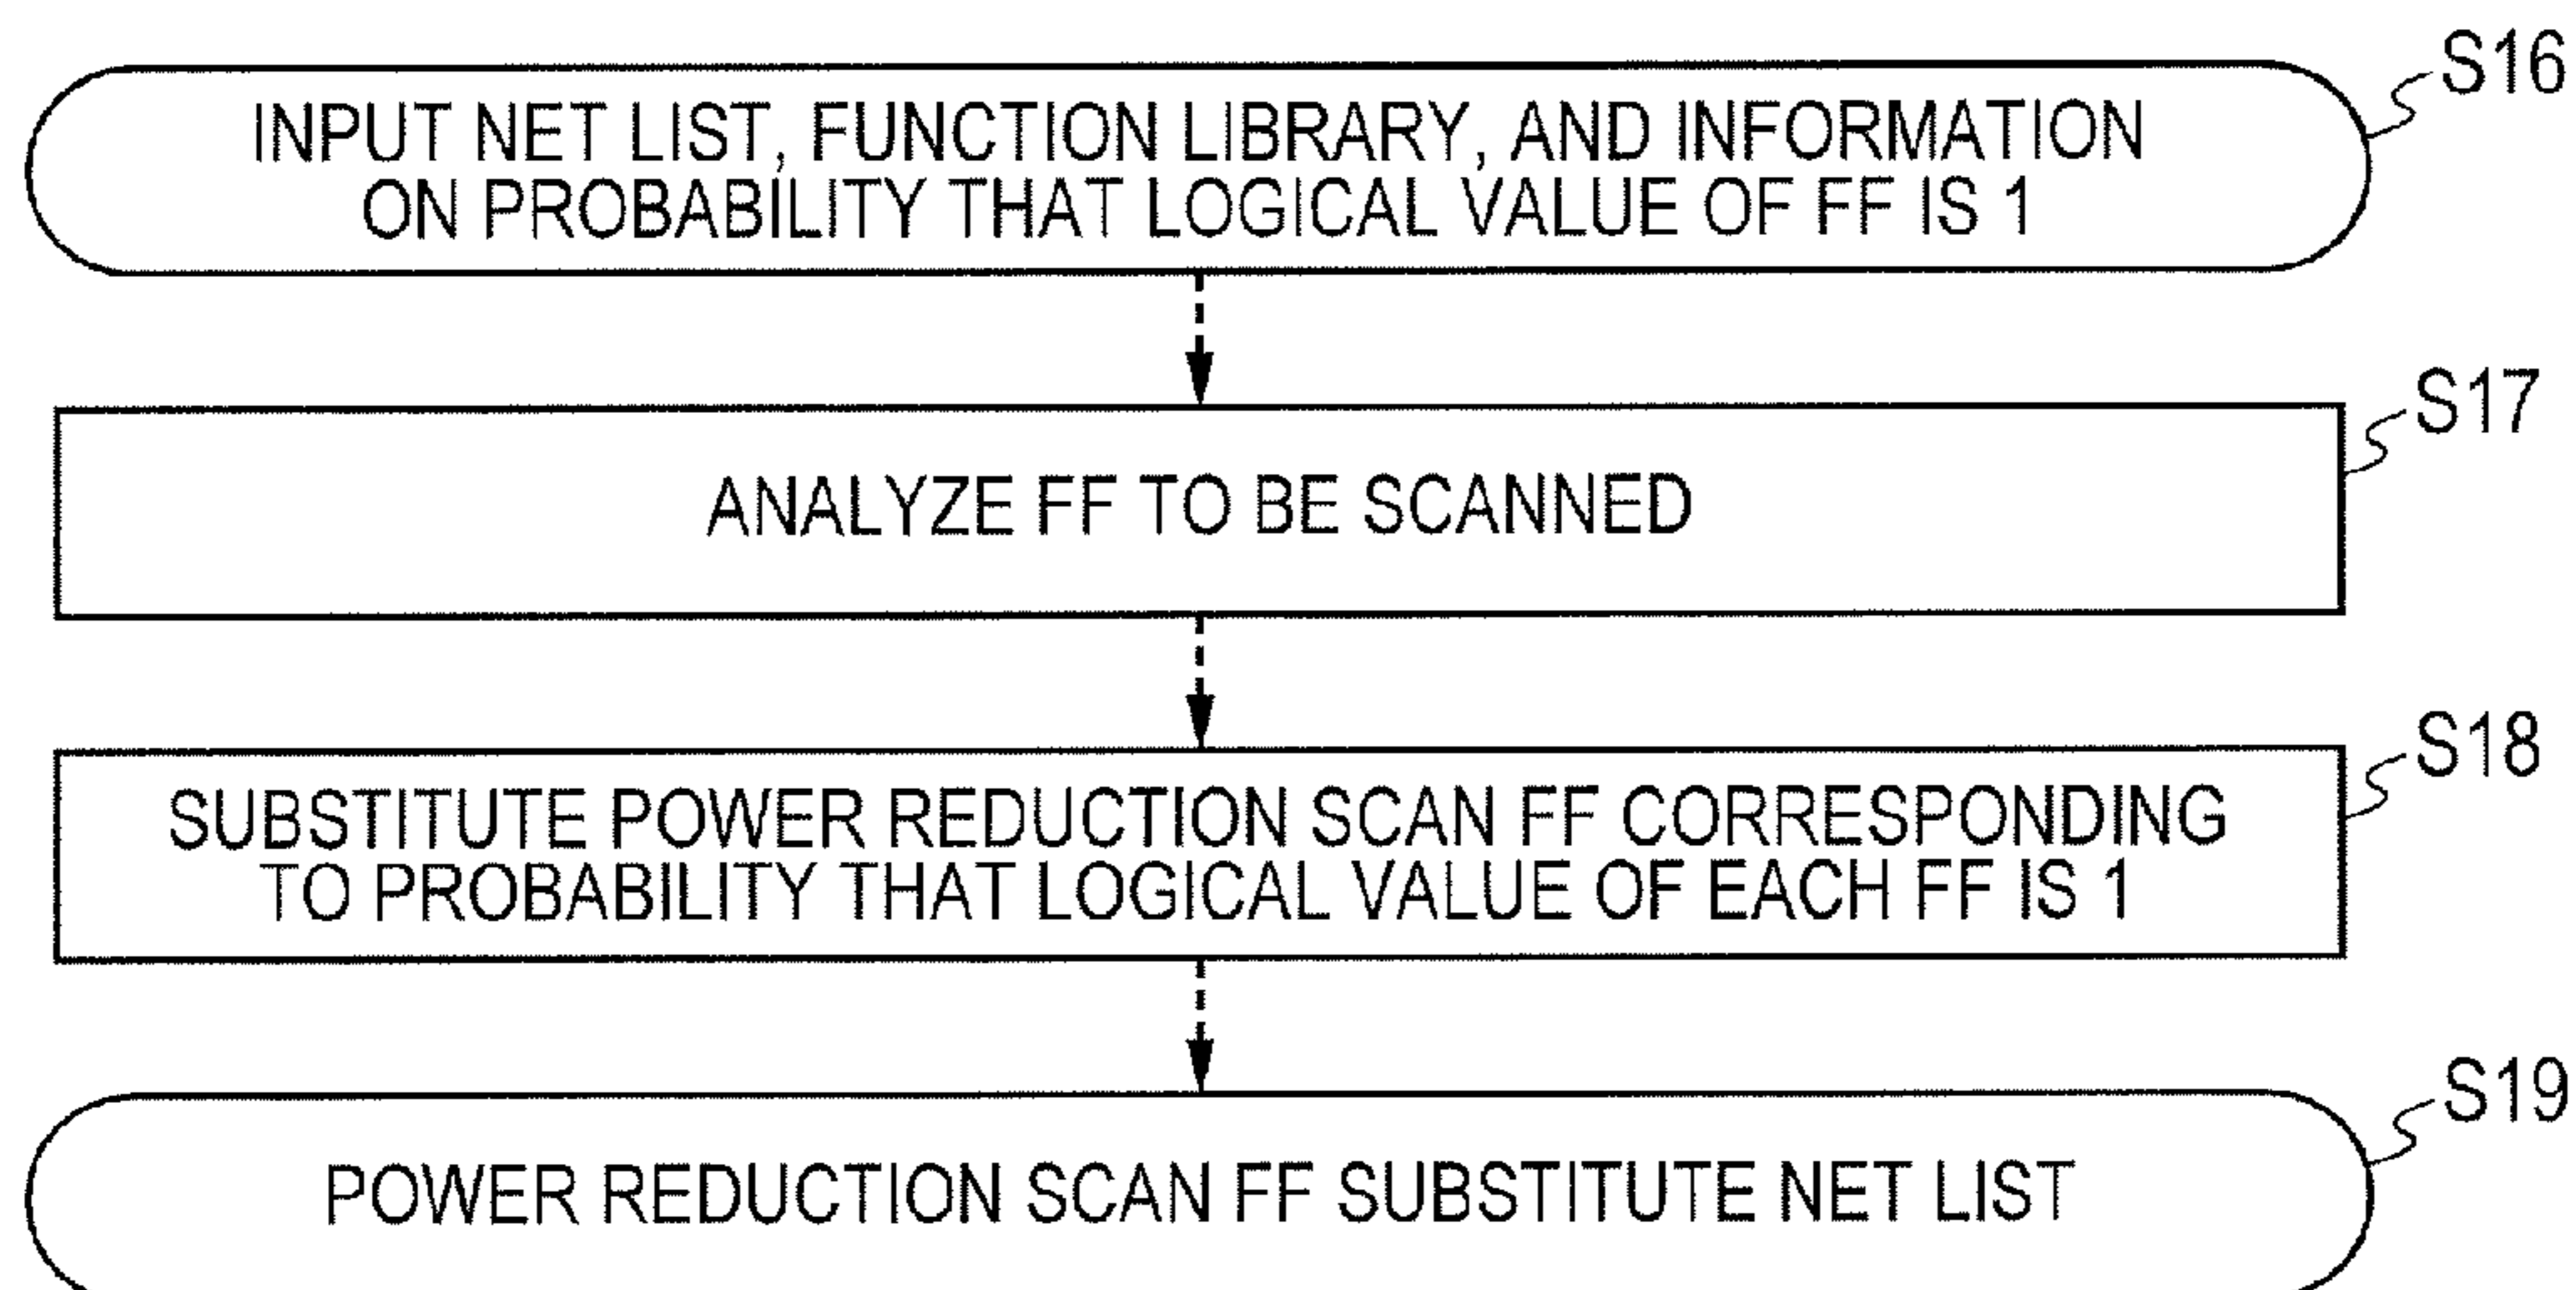 S16
INPUT NET LIST, FUNCTION LIBRARY, AND INFORMATION
ON PROBABILITY THAT LOGICAL VALUE OF FF IS 1
S17
ANALYZE FF TO BE SCANNED
S18
SUBSTITUTE POWER REDUCTION SCAN FF CORRESPONDING
TO PROBABILITY THAT LOGICAL VALUE OF EACH FF IS 1
S19
POWER REDUCTION SCAN FF SUBSTITUTE NET LIST